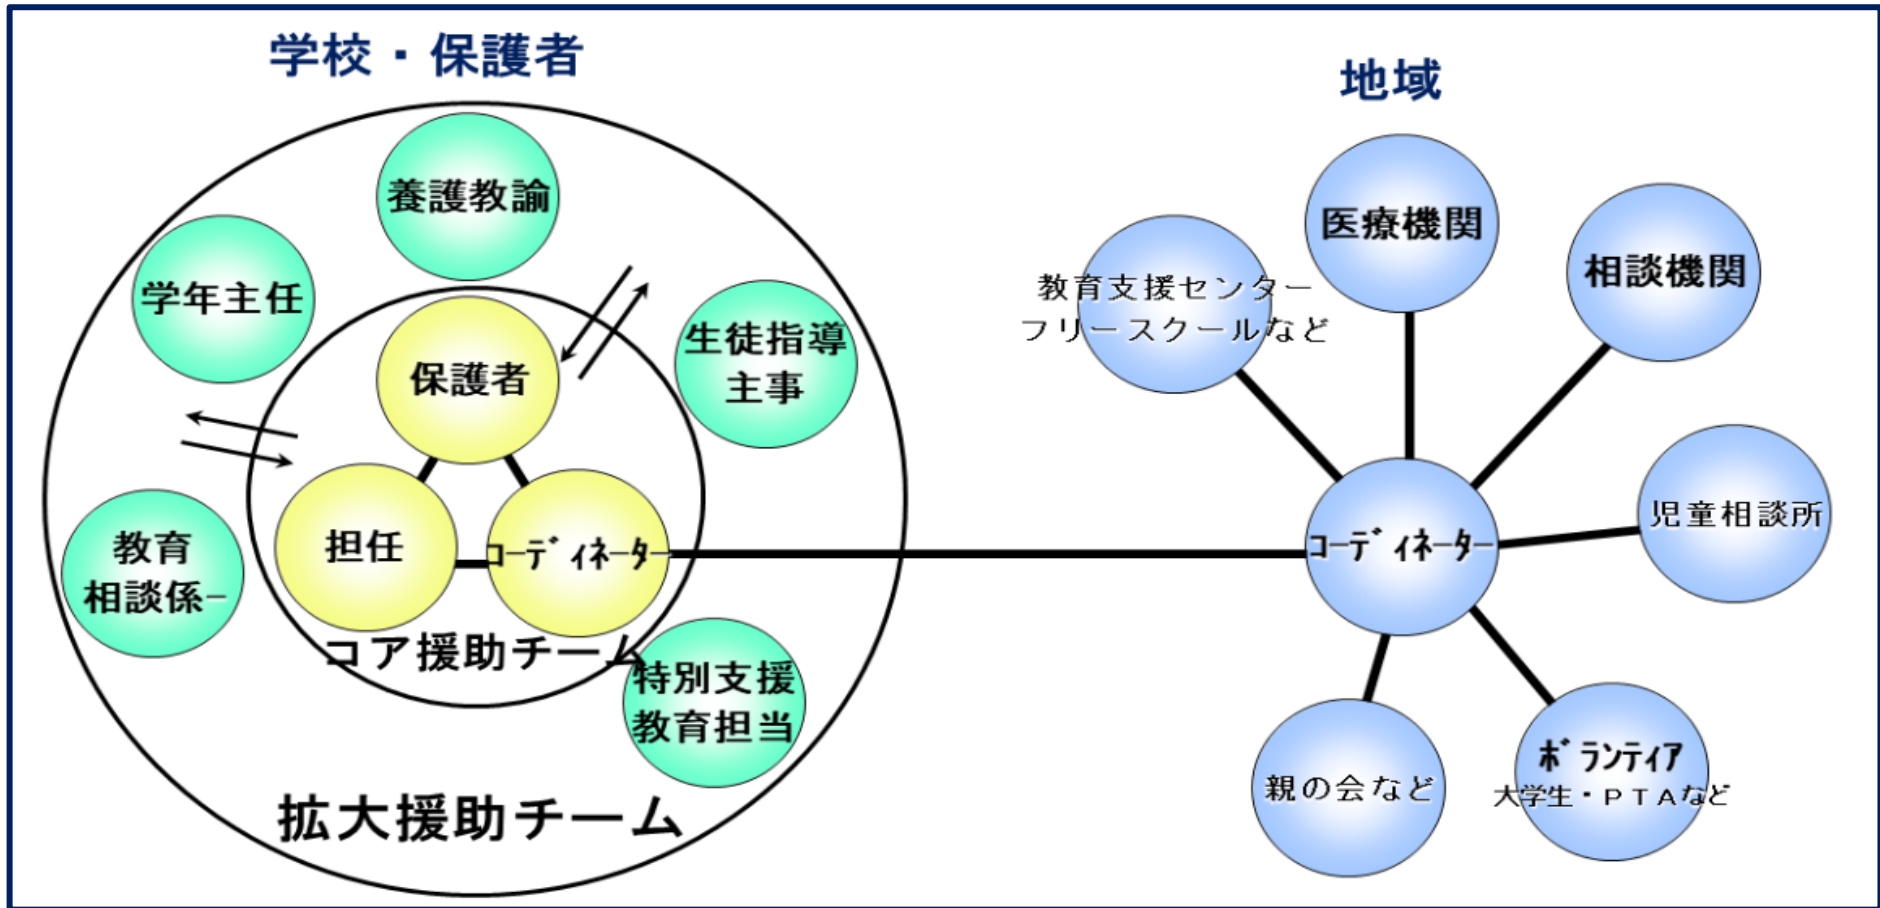 学校・保護者
養護教諭
学年主任
保護者
生徒指導
主事
担任
ｺｰﾃﾞｨﾈｰﾀｰ
教育
相談係-
コア援助チーム
特別支援
教育担当
拡大援助チーム
地域
医療機関
相談機関
教育支援センター
フリースクールなど
児童相談所
ｺｰﾃﾞｨﾈｰﾀｰ
親の会など
ﾎﾞﾗﾝﾃｨｱ
大学生・ＰＴＡなど